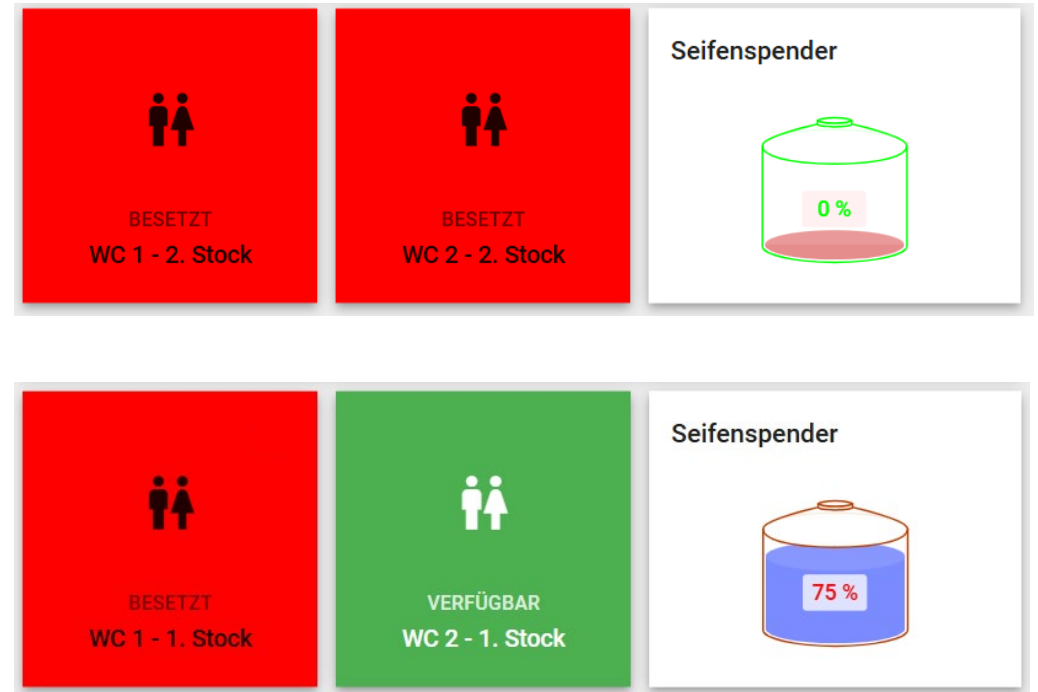 Seifenspender
0 %
BESETZT
WC 1 - 2. Stock
BESETZT
WC 2 - 2. Stock
Seifenspender
75 %
BESETZT
WC 1 - 1. Stock
VERFÜGBAR
WC 2 - 1. Stock